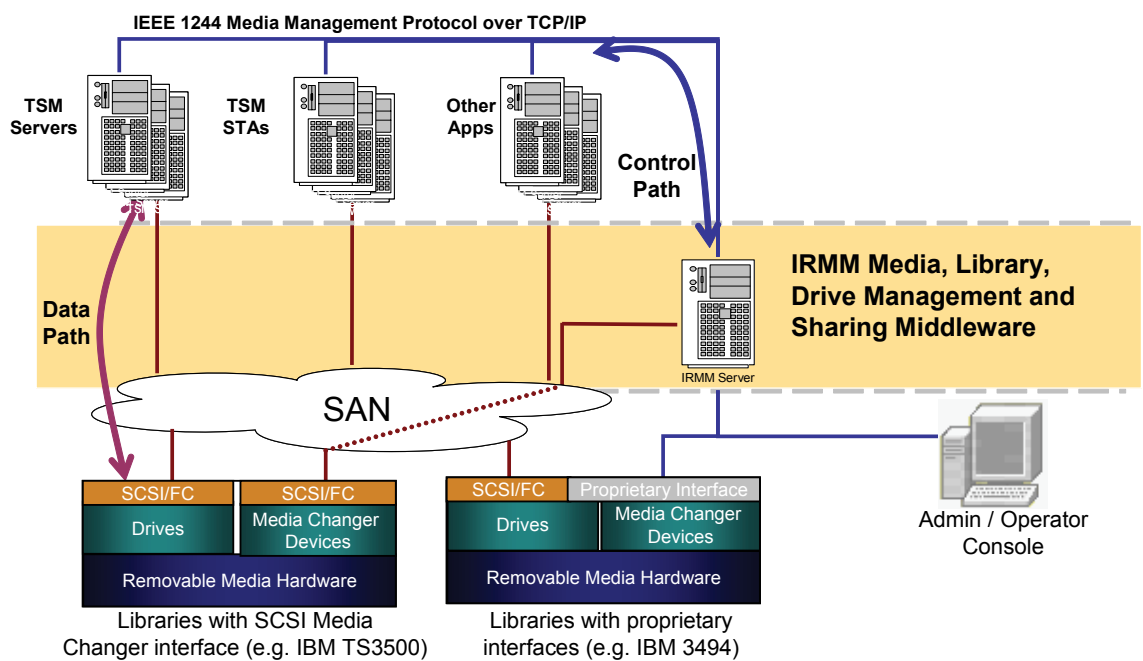 IEEE 1244 Media Management Protocol over TCP/IP
TSM
Servers
TSM
STAs
Other
Apps
Control
Path
Data
Path
IRMM Media, Library,
Drive Management and
Sharing Middleware
IRMM Server
SAN
SCSI/FC
SCSI/FC
Drives
Media Changer
Devices
Removable Media Hardware
Libraries with SCSI Media
Changer interface (e.g. IBM TS3500)
SCSI/FC
Proprietary Interface
Drives
Media Changer
Devices
Removable Media Hardware
Libraries with proprietary
interfaces (e.g. IBM 3494)
Admin / Operator
Console